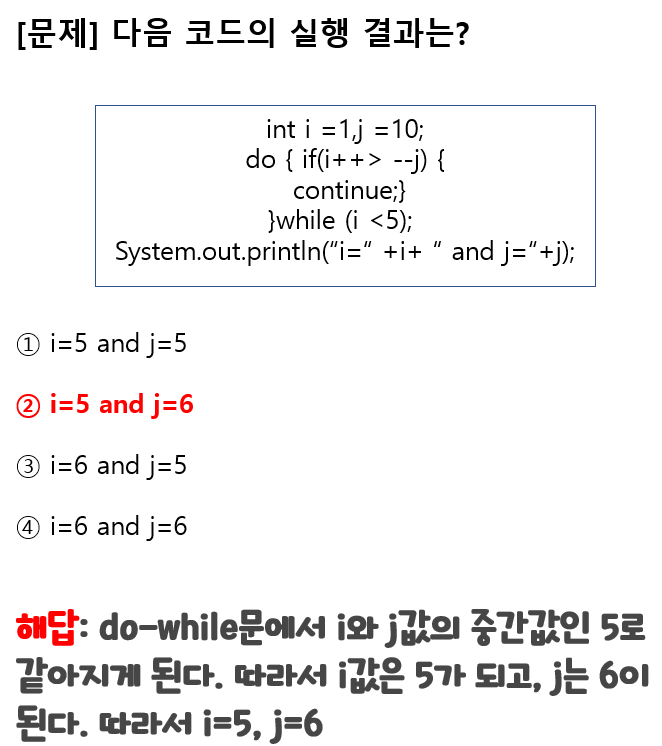 [문제] 다음 코드의 실행 결과는?
int i =1,j =10;
do { if(i++> --j) {
continue;}
}while (i <5);
System.out.println(“i=“ +i+ “ and j=“+j);
① i=5 and j=5
② i=5 and j=6
③ i=6 and j=5
④ i=6 and j=6
해답: do-while문에서 i와 j값의 중간값인 5로
같아지게 된다. 따라서 i값은 5가 되고, j는 6이
된다. 따라서 i=5, j=6